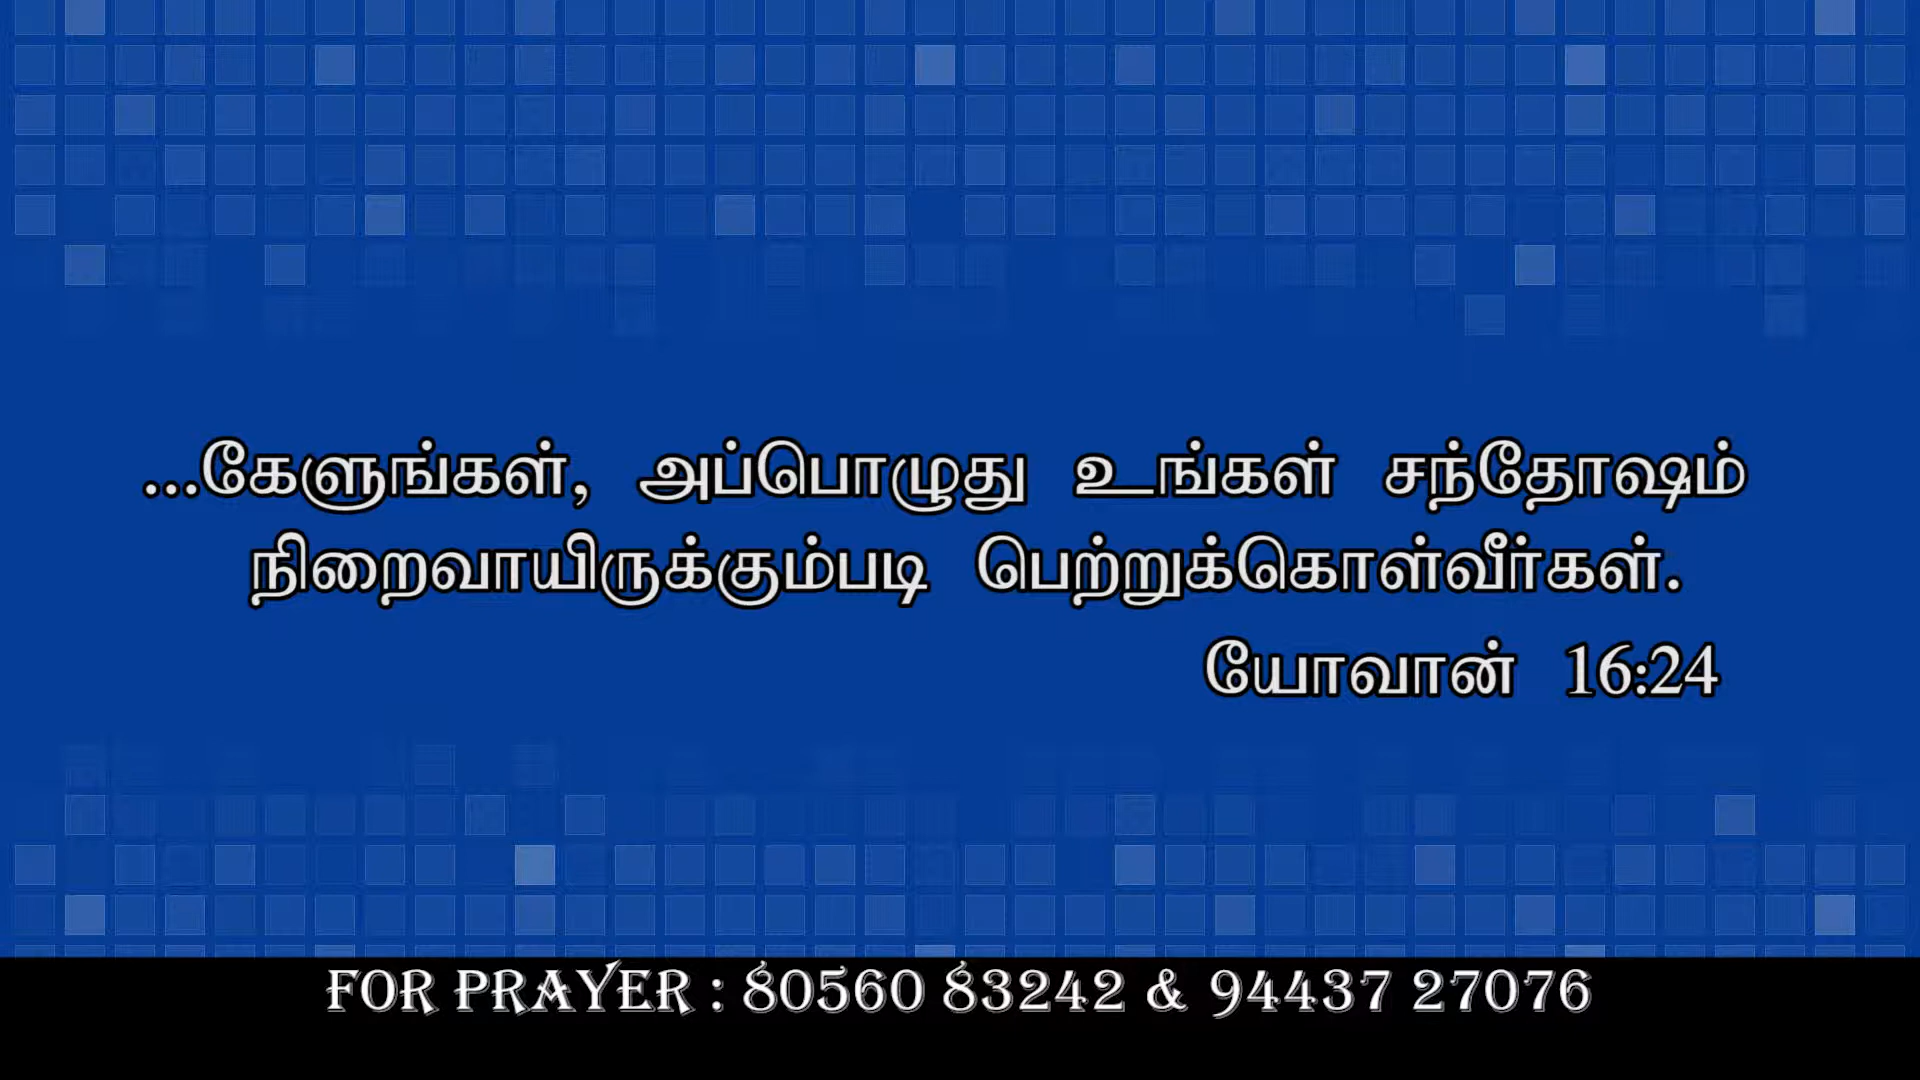 ...கேளுங்கள், அப்பொழுது உங்கள் சந்தோஷம்
நிறைவாயிருக்கும்படி பெற்றுக்கொள்வீர்கள்.
யோவான் 16:24
FOR PRAYER : 80560 83242 & 94437 27076